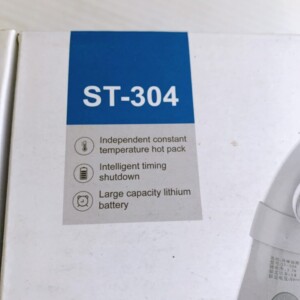 ST-304
Independent constant
temperature hot pack
Intelligent timing
shutdown
Large capacity lithium
battery